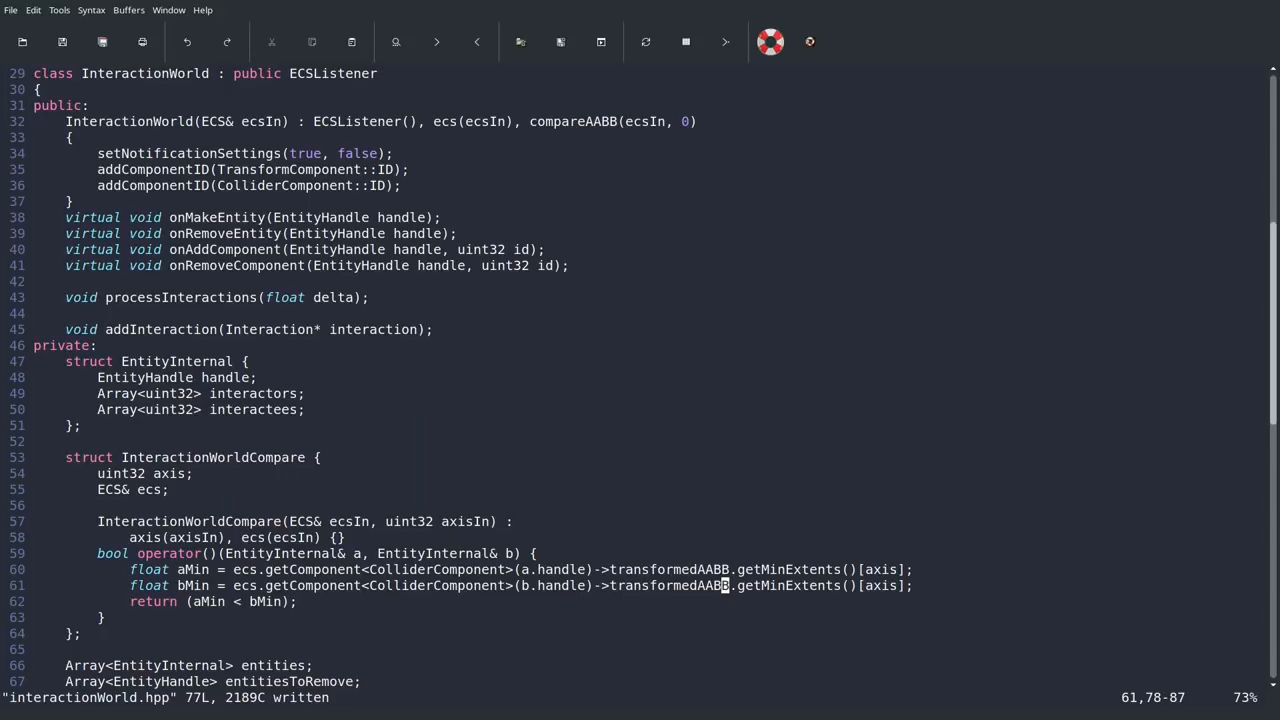 File Edit Tools Syntax Buffers Window Help
29 class InteractionWorld : public ECSListener
30 {
31 public:
32     InteractionWorld(ECS& ecsIn) : ECSListener(), ecs(ecsIn), compareAABB(ecsIn, 0)
33     {
34         setNotificationSettings(true, false);
35         addComponentID(TransformComponent::ID);
36         addComponentID(ColliderComponent::ID);
37     }
38     virtual void onMakeEntity(EntityHandle handle);
39     virtual void onRemoveEntity(EntityHandle handle);
40     virtual void onAddComponent(EntityHandle handle, uint32 id);
41     virtual void onRemoveComponent(EntityHandle handle, uint32 id);
42
43     void processInteractions(float delta);
44
45     void addInteraction(Interaction* interaction);
46 private:
47     struct EntityInternal {
48         EntityHandle handle;
49         Array<uint32> interactors;
50         Array<uint32> interactees;
51     };
52
53     struct InteractionWorldCompare {
54         uint32 axis;
55         ECS& ecs;
56
57         InteractionWorldCompare(ECS& ecsIn, uint32 axisIn) :
58             axis(axisIn), ecs(ecsIn) {}
59         bool operator()(EntityInternal& a, EntityInternal& b) {
60             float aMin = ecs.getComponent<ColliderComponent>(a.handle)->transformedAABB.getMinExtents()[axis];
61             float bMin = ecs.getComponent<ColliderComponent>(b.handle)->transformedAABB.getMinExtents()[axis];
62             return (aMin < bMin);
63         }
64     };
65
66     Array<EntityInternal> entities;
67     Array<EntityHandle> entitiesToRemove;
"interactionWorld.hpp" 77L, 2189C written 61,78-87 73%